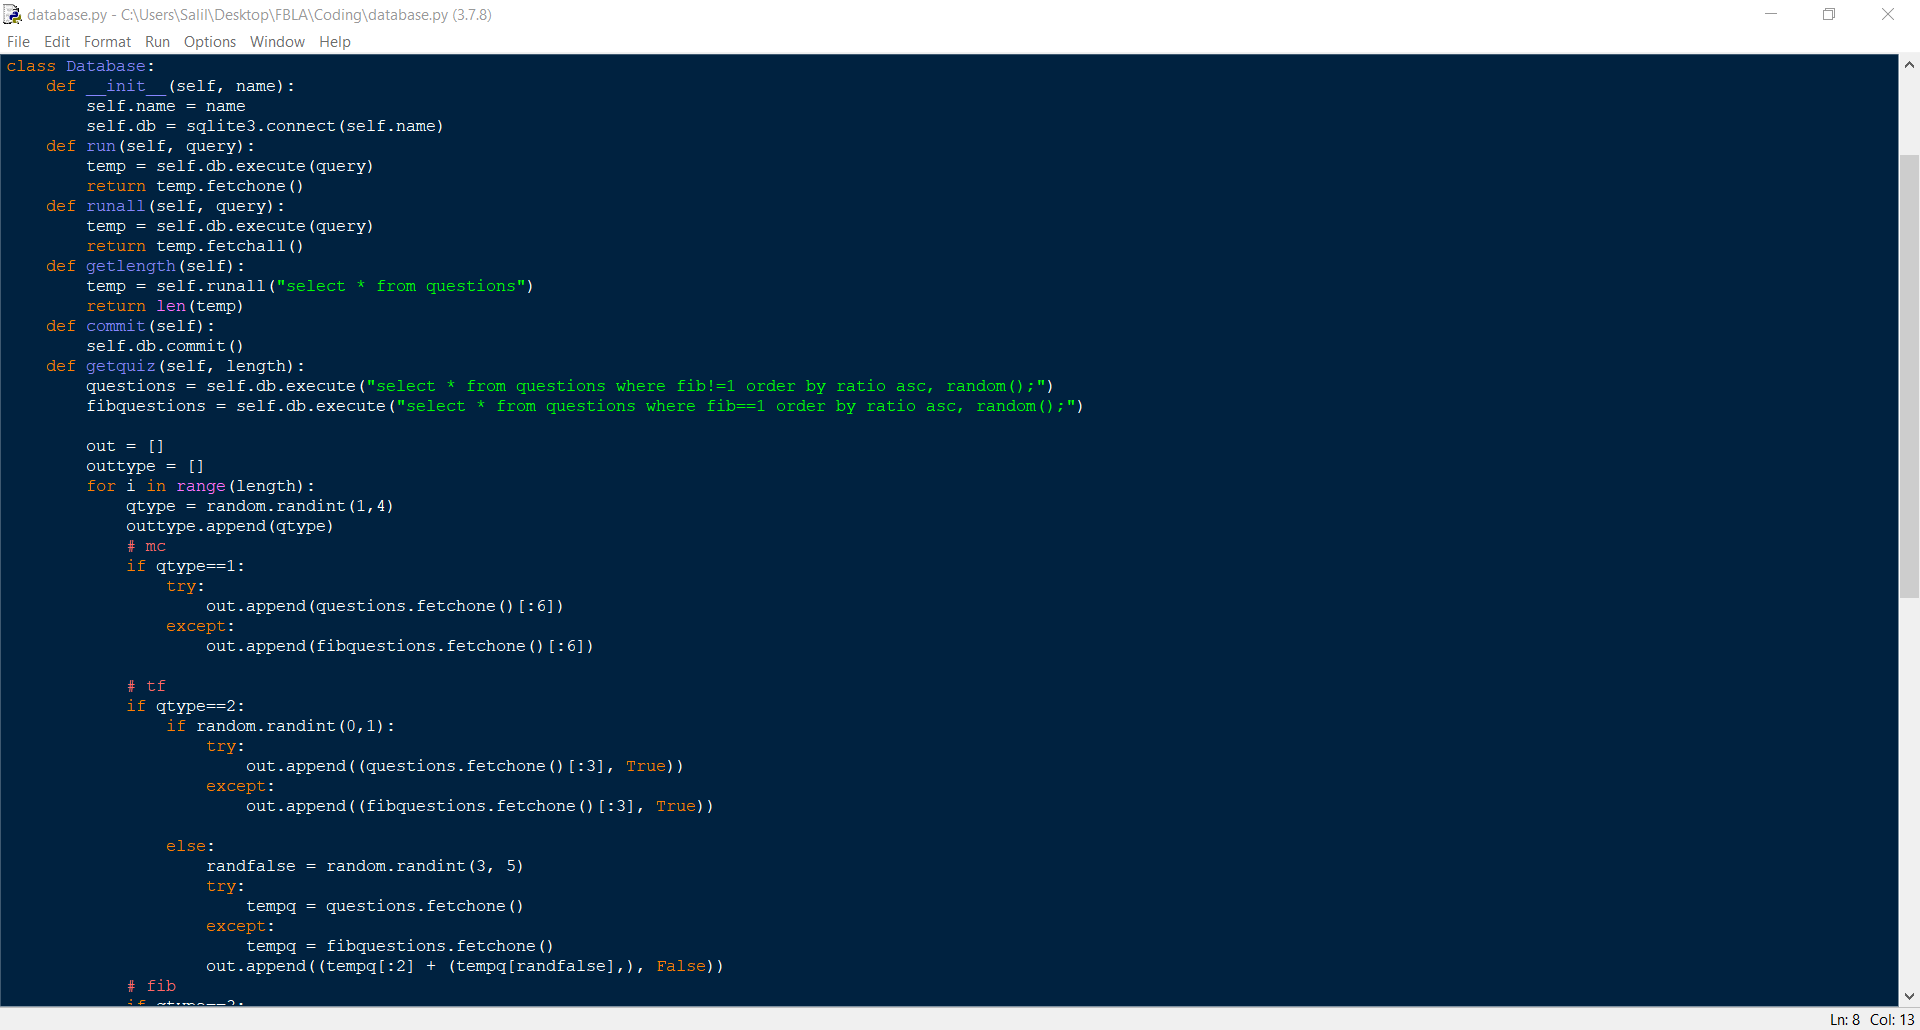 database.py - C:\Users\Salil\Desktop\FBLA\Coding\database.py (3.7.8)
File Edit Format Run Options Window Help
class Database:
    def __init__(self, name):
        self.name = name
        self.db = sqlite3.connect(self.name)
    def run(self, query):
        temp = self.db.execute(query)
        return temp.fetchone()
    def runall(self, query):
        temp = self.db.execute(query)
        return temp.fetchall()
    def getlength(self):
        temp = self.runall("select * from questions")
        return len(temp)
    def commit(self):
        self.db.commit()
    def getquiz(self, length):
        questions = self.db.execute("select * from questions where fib!=1 order by ratio asc, random();")
        fibquestions = self.db.execute("select * from questions where fib==1 order by ratio asc, random();")

        out = []
        outtype = []
        for i in range(length):
            qtype = random.randint(1,4)
            outtype.append(qtype)
            # mc
            if qtype==1:
                try:
                    out.append(questions.fetchone()[:6])
                except:
                    out.append(fibquestions.fetchone()[:6])

            # tf
            if qtype==2:
                if random.randint(0,1):
                    try:
                        out.append((questions.fetchone()[:3], True))
                    except:
                        out.append((fibquestions.fetchone()[:3], True))

                else:
                    randfalse = random.randint(3, 5)
                    try:
                        tempq = questions.fetchone()
                    except:
                        tempq = fibquestions.fetchone()
                    out.append((tempq[:2] + (tempq[randfalse],), False))
            # fib
Ln: 8 Col: 13